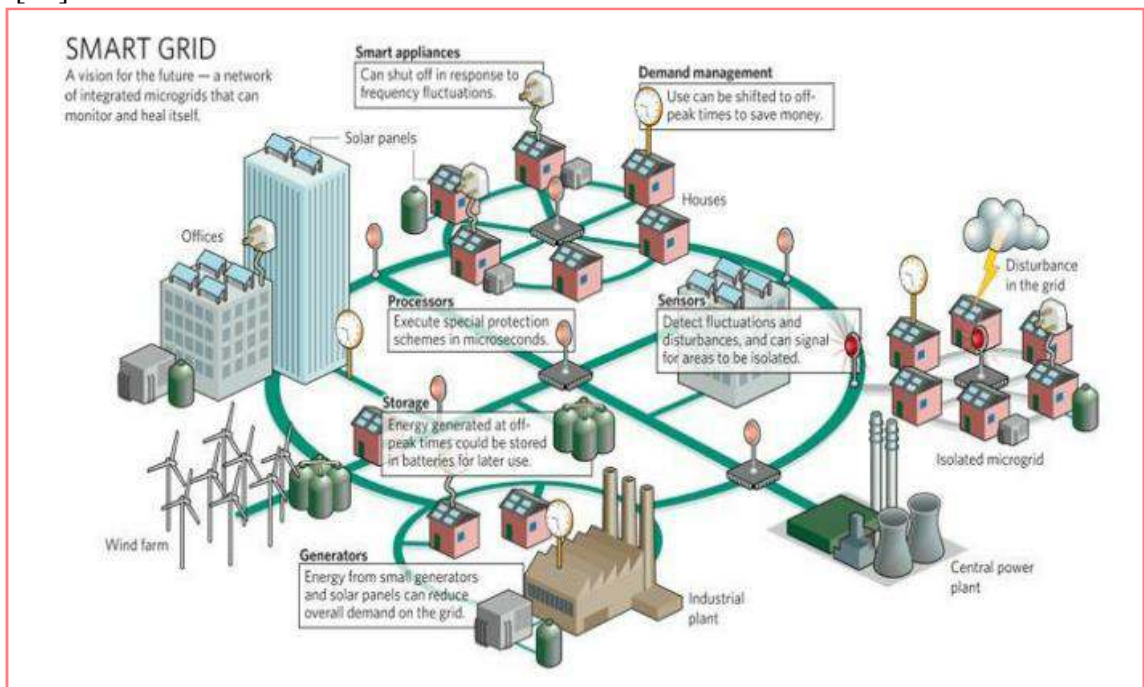 SMART GRID
A vision for the future — a network
of integrated microgrids that can
monitor and heal itself.
Smart appliances
Can shut off in response to
frequency fluctuations.
Demand management
Use can be shifted to off-
peak times to save money.
Solar panels
Houses
Offices
Disturbance
in the grid
Processors
Execute special protection
schemes in microseconds.
Sensors
Detect fluctuations and
disturbances, and can signal
for areas to be isolated.
Storage
Energy generated at off-
peak times could be stored
in batteries for later use.
Isolated microgrid
Wind farm
Generators
Energy from small generators
and solar panels can reduce
overall demand on the grid.
Industrial
plant
Central power
plant